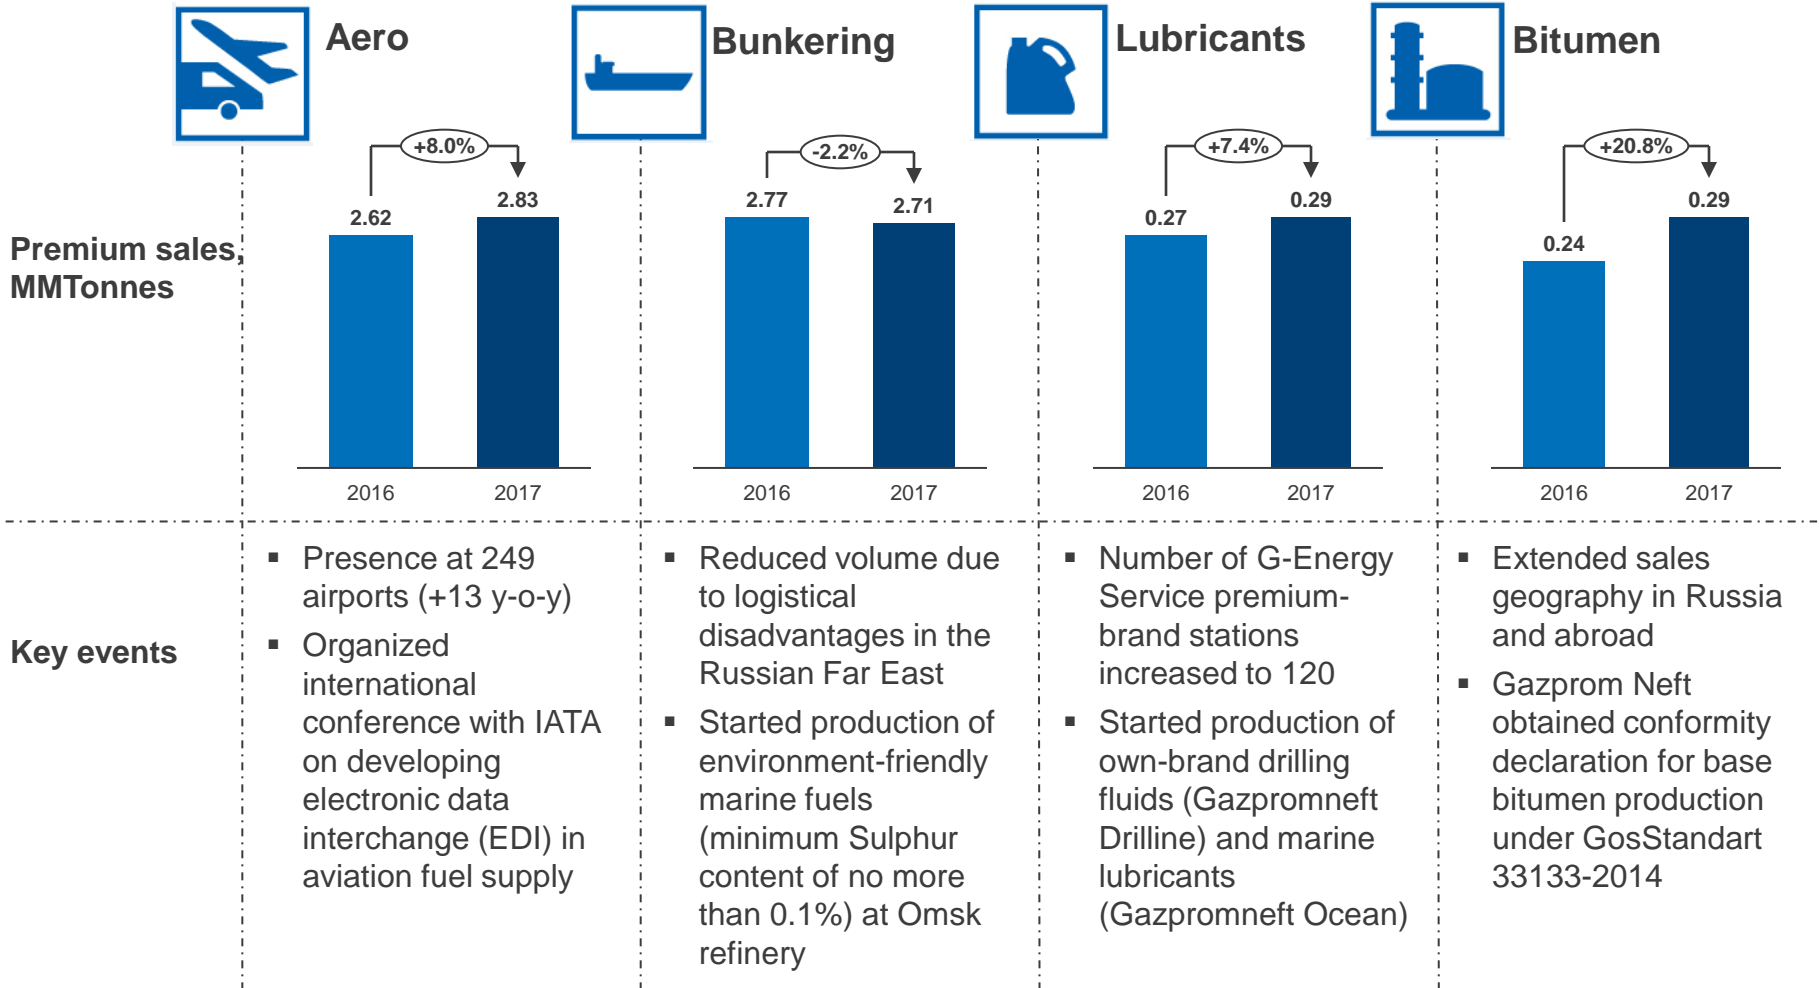 Aero
Bunkering
Lubricants
Bitumen
Premium sales,
MMTonnes
+8.0%
2.62
2.83
2016
2017
-2.2%
2.77
2.71
2016
2017
+7.4%
0.27
0.29
2016
2017
+20.8%
0.24
0.29
2016
2017
Key events
▪ Presence at 249
airports (+13 y-o-y)
▪ Organized
international
conference with IATA
on developing
electronic data
interchange (EDI) in
aviation fuel supply
▪ Reduced volume due
to logistical
disadvantages in the
Russian Far East
▪ Started production of
environment-friendly
marine fuels
(minimum Sulphur
content of no more
than 0.1%) at Omsk
refinery
▪ Number of G-Energy
Service premium-
brand stations
increased to 120
▪ Started production of
own-brand drilling
fluids (Gazpromneft
Drilline) and marine
lubricants
(Gazpromneft Ocean)
▪ Extended sales
geography in Russia
and abroad
▪ Gazprom Neft
obtained conformity
declaration for base
bitumen production
under GosStandart
33133-2014